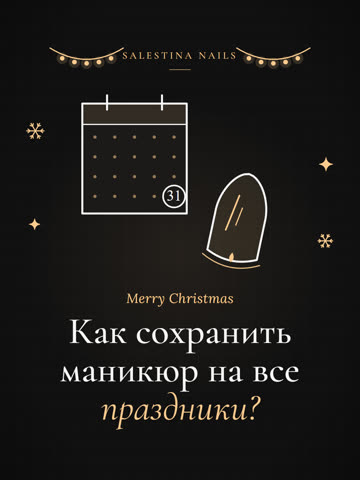 SALESTINA NAILS
31
Merry Christmas
Как сохранить
маникюр на все
праздники?